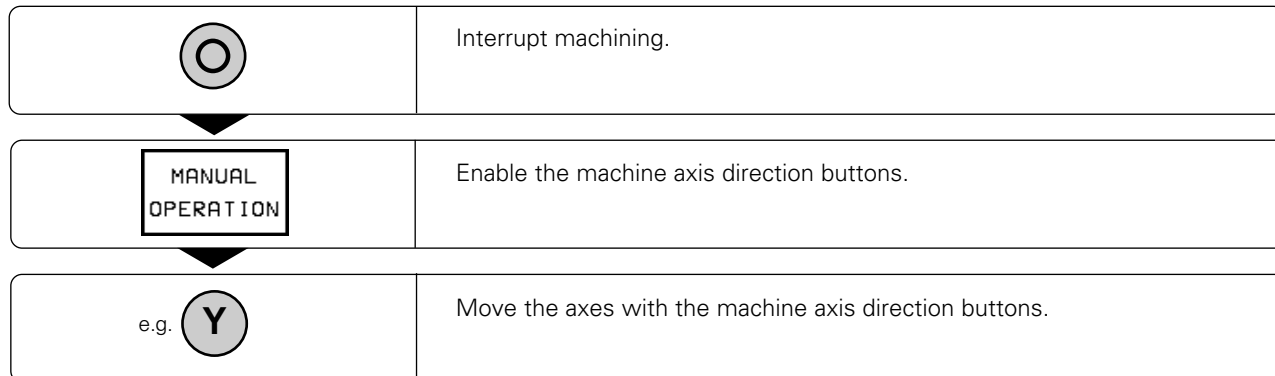 Interrupt machining.
MANUAL
OPERATION
Enable the machine axis direction buttons.
e.g. Y
Move the axes with the machine axis direction buttons.